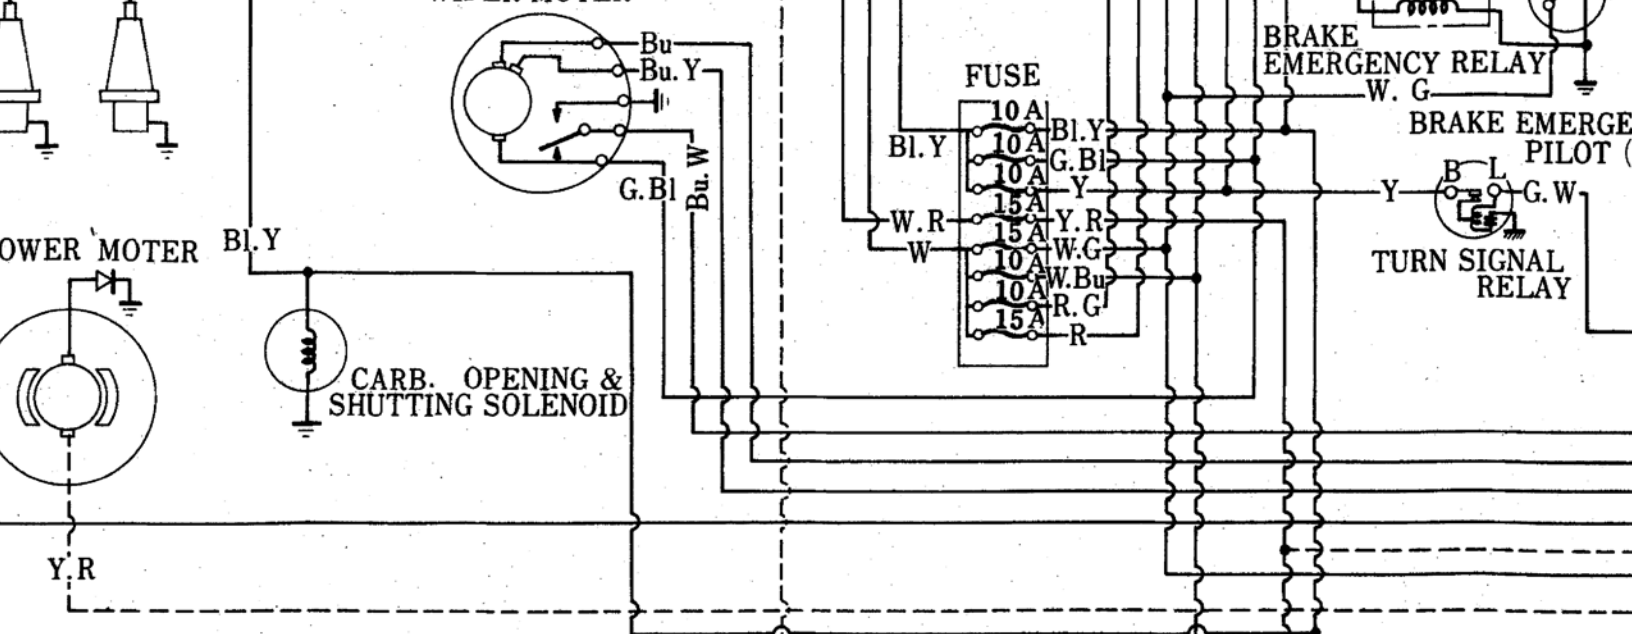 Bu
Bu.Y
G.Bl
Bu.W
OWER MOTER
Bl.Y
CARB. OPENING &
SHUTTING SOLENOID
Y.R
FUSE
10A
Bl.Y
Bl.Y
10A
G.Bl
10A
Y
15A
W.R
Y.R
15A
W
W.G
10A
W.Bu
10A
R.G
15A
R
BRAKE
EMERGENCY RELAY
W. G
BRAKE EMERGE
PILOT (
B L
Y
G.W
TURN SIGNAL
RELAY